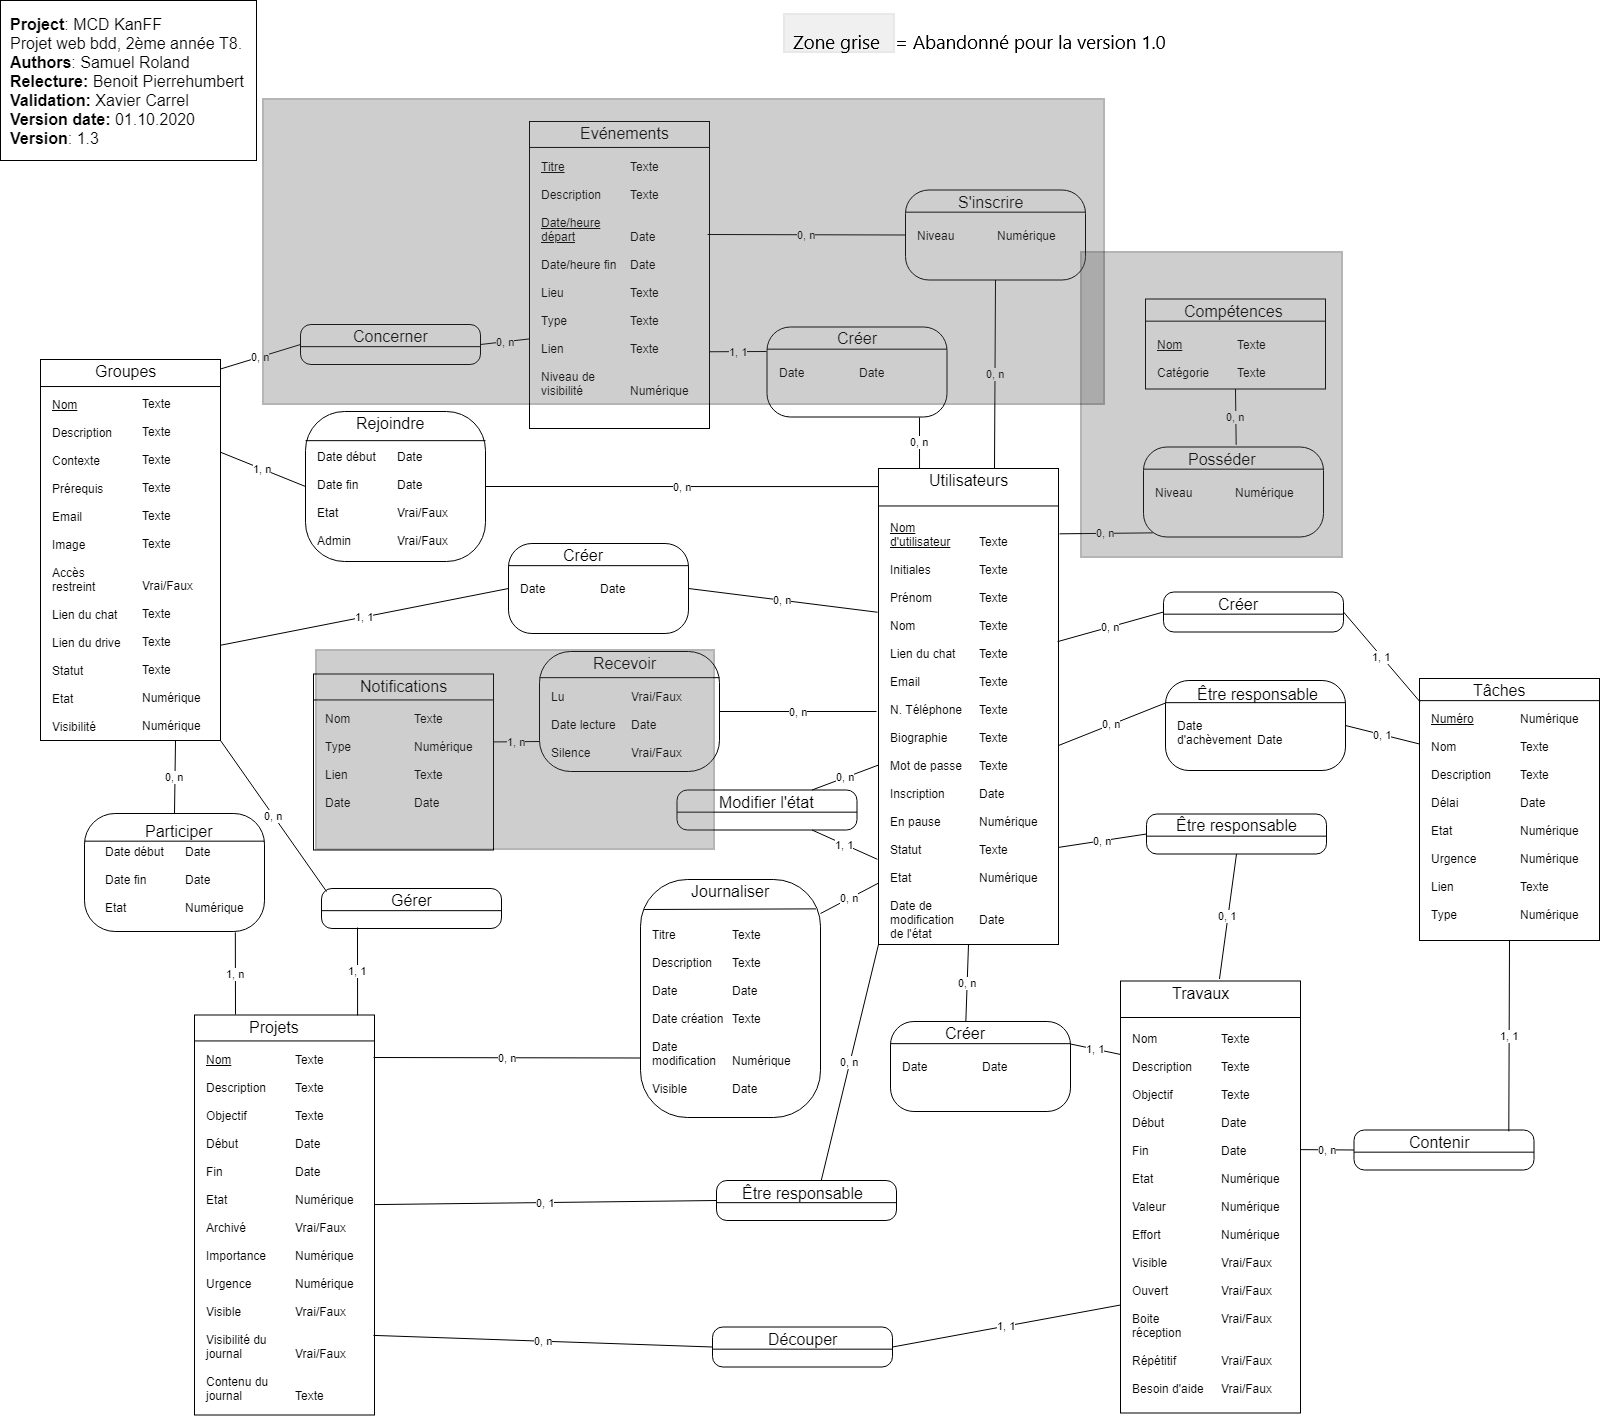 Project: MCD KanFF
Projet web bdd, 2ème année T8.
Authors: Samuel Roland
Relecture: Benoit Pierrehumbert
Validation: Xavier Carrel
Version date: 01.10.2020
Version: 1.3
Zone grise = Abandonné pour la version 1.0
Evénements
Titre Texte
Description Texte
Date/heure
départ Date
Date/heure fin Date
Lieu Texte
Type Texte
Lien Texte
Niveau de
visibilité Numérique
0, n
S'inscrire
Niveau Numérique
0, n
Concerner
0, n
0, n
1, 1
Créer
Date Date
0, n
Compétences
Nom Texte
Catégorie Texte
0, n
Posséder
Niveau Numérique
0, n
Groupes
Nom Texte
Description Texte
Contexte Texte
Prérequis Texte
Email Texte
Image Texte
Accès
restreint Vrai/Faux
Lien du chat Texte
Lien du drive Texte
Statut Texte
Etat Numérique
Visibilité Numérique
Rejoindre
Date début Date
Date fin Date
Etat Vrai/Faux
Admin Vrai/Faux
1, n
0, n
Créer
Date Date
1, 1
0, n
Utilisateurs
Nom
d'utilisateur Texte
Initiales Texte
Prénom Texte
Nom Texte
Lien du chat Texte
Email Texte
N. Téléphone Texte
Biographie Texte
Mot de passe Texte
Inscription Date
En pause Numérique
Statut Texte
Etat Numérique
Date de
modification
de l'état Date
Notifications
Nom Texte
Type Numérique
Lien Texte
Date Date
1, n
Recevoir
Lu Vrai/Faux
Date lecture Date
Silence Vrai/Faux
0, n
0, n
Modifier l'état
1, 1
Créer
0, n
1, 1
Être responsable
Date
d'achèvement Date
0, n
0, 1
Tâches
Numéro Numérique
Nom Texte
Description Texte
Délai Date
Etat Numérique
Urgence Numérique
Lien Texte
Type Numérique
Être responsable
0, n
0, 1
0, n
Participer
Date début Date
Date fin Date
Etat Numérique
1, n
0, n
Gérer
1, 1
Journaliser
Titre Texte
Description Texte
Date Date
Date création Texte
Date
modification Numérique
Visible Date
0, n
0, n
0, n
Créer
Date Date
1, 1
Projets
Nom Texte
Description Texte
Objectif Texte
Début Date
Fin Date
Etat Numérique
Archivé Vrai/Faux
Importance Numérique
Urgence Numérique
Visible Vrai/Faux
Visibilité du
journal Vrai/Faux
Contenu du
journal Texte
0, n
Être responsable
0, 1
0, n
Découper
1, 1
Travaux
Nom Texte
Description Texte
Objectif Texte
Début Date
Fin Date
Etat Numérique
Valeur Numérique
Effort Numérique
Visible Vrai/Faux
Ouvert Vrai/Faux
Boite
réception Vrai/Faux
Répétitif Vrai/Faux
Besoin d'aide Vrai/Faux
1, 1
0, n
Contenir